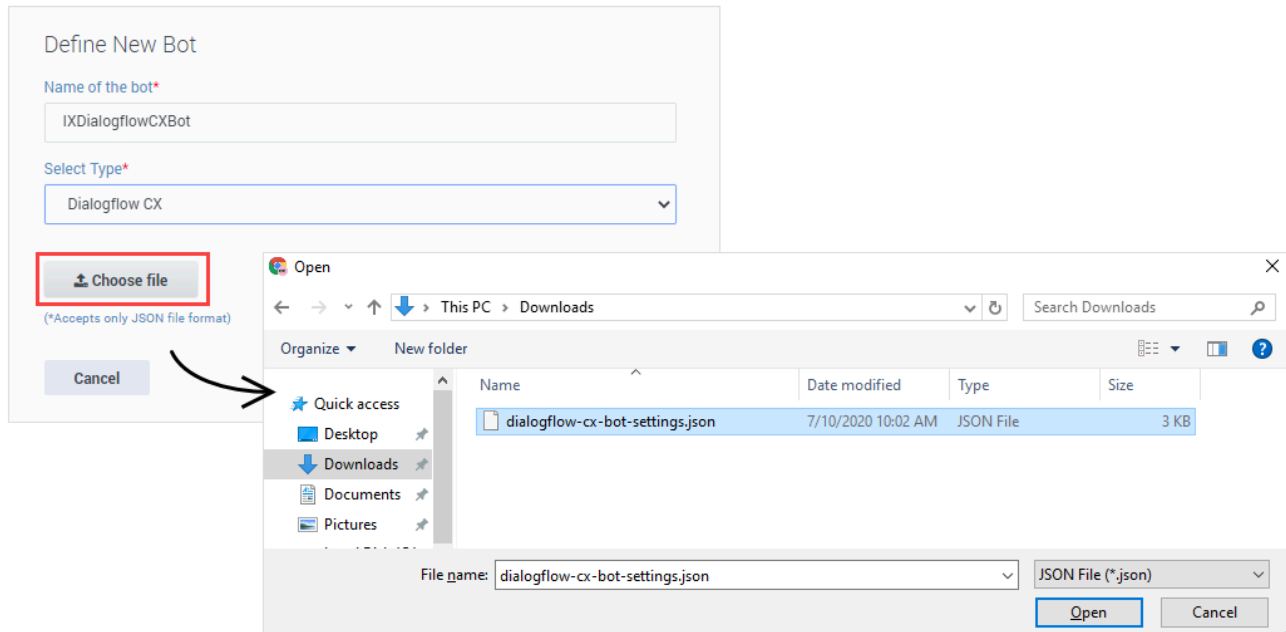 Define New Bot
Name of the bot*
IXDialogflowCXBot
Select Type*
Dialogflow CX
Choose file
(*Accepts only JSON file format)
Cancel
Open
This PC > Downloads
Search Downloads
Organize
New folder
Name
Date modified
Type
Size
Quick access
Desktop
Downloads
Documents
Pictures
dialogflow-cx-bot-settings.json
7/10/2020 10:02 AM
JSON File
3 KB
File name:
dialogflow-cx-bot-settings.json
JSON File (*.json)
Open
Cancel